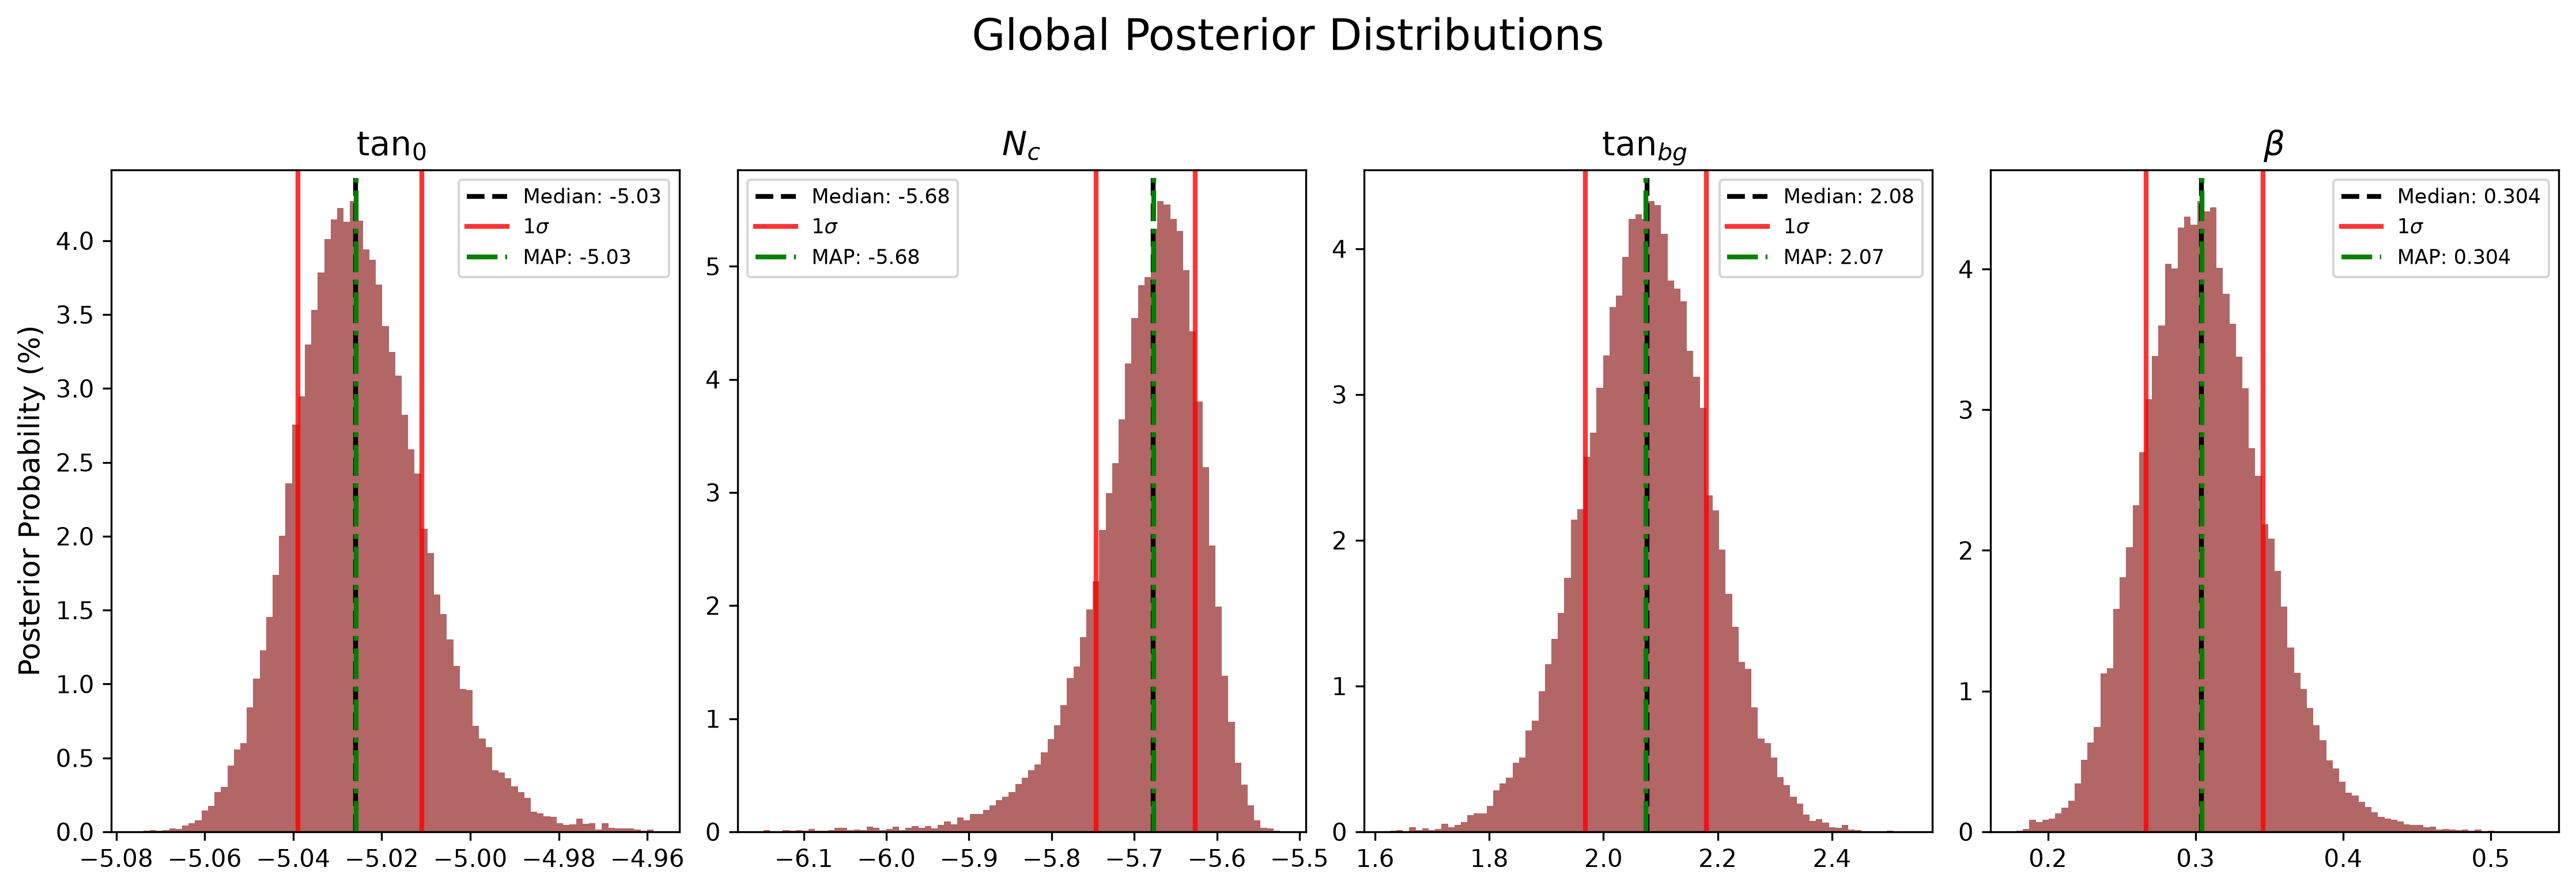 Global Posterior Distributions
tan₀
Median: -5.03
1σ
MAP: -5.03
Posterior Probability (%)
4.0
3.5
3.0
2.5
2.0
1.5
1.0
0.5
0.0
−5.08 −5.06 −5.04 −5.02 −5.00 −4.98 −4.96
N_c
Median: -5.68
1σ
MAP: -5.68
5
4
3
2
1
0
−6.1 −6.0 −5.9 −5.8 −5.7 −5.6 −5.5
tan_bg
Median: 2.08
1σ
MAP: 2.07
4
3
2
1
0
1.6 1.8 2.0 2.2 2.4
β
Median: 0.304
1σ
MAP: 0.304
4
3
2
1
0
0.2 0.3 0.4 0.5